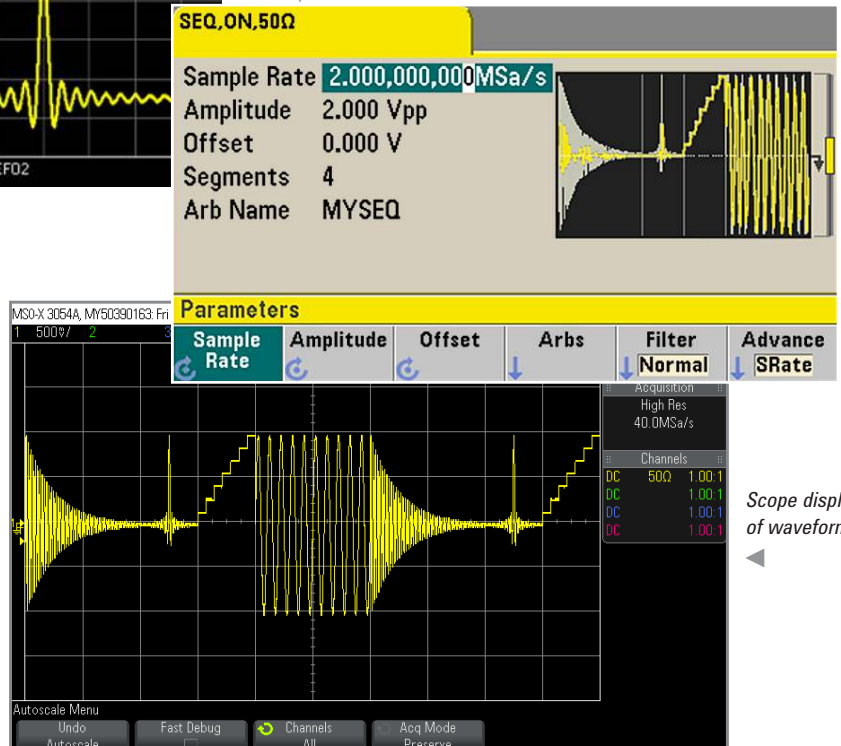 SEQ,ON,50Ω
Sample Rate 2.000,000,000MSa/s
Amplitude 2.000 Vpp
Offset 0.000 V
Segments 4
Arb Name MYSEQ
Parameters
Sample Rate Amplitude Offset Arbs Filter Normal Advance SRate
MSO-X 3054A, MY50390163: Fri
1 500 / 2 3
Acquisition
High Res
40.0MSa/s
Channels
DC 50Ω 1.00:1
DC 1.00:1
DC 1.00:1
DC 1.00:1
Autoscale Menu
Undo Autoscale Fast Debug Channels All Acq Mode Preserve
Scope
of